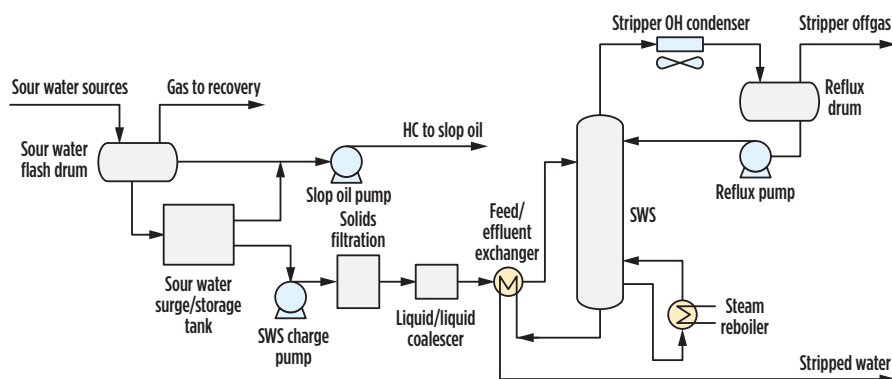 Stripper OH condenser
Stripper offgas
Sour water sources
Gas to recovery
Reflux
drum
HC to slop oil
Sour water
flash drum
Slop oil pump
Reflux pump
Solids
filtration
Feed/
effluent
exchanger
SWS
Sour water
surge/storage
tank
SWS charge
pump
Liquid/liquid
coalescer
Steam
reboiler
Stripped water